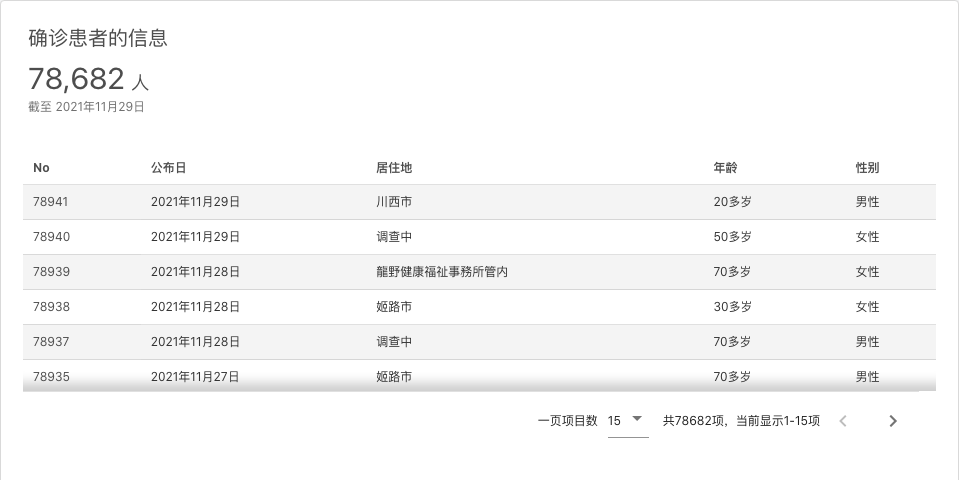 确诊患者的信息
78,682 人
截至 2021年11月29日
No 公布日 居住地 年龄 性别
78941 2021年11月29日 川西市 20多岁 男性
78940 2021年11月29日 调查中 50多岁 女性
78939 2021年11月28日 龍野健康福祉事務所管内 70多岁 女性
78938 2021年11月28日 姬路市 30多岁 女性
78937 2021年11月28日 调查中 70多岁 男性
78935 2021年11月27日 姬路市 70多岁 男性
一页项目数 15 共78682项，当前显示1-15项